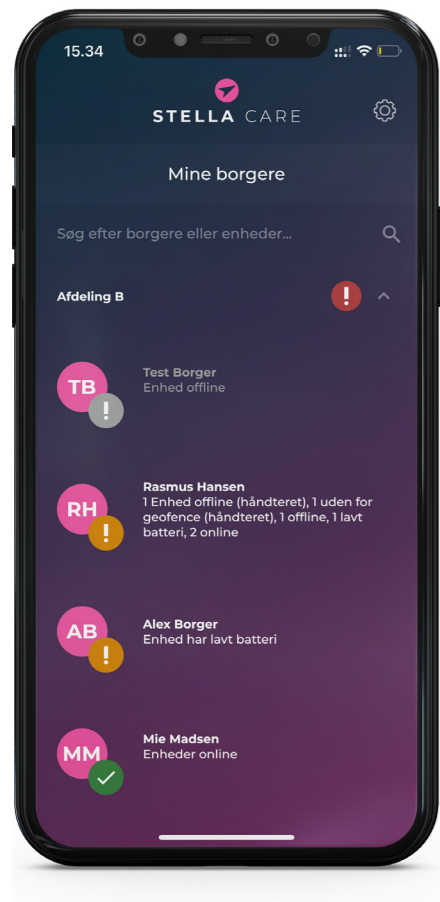 15.34
STELLA CARE
Mine borgere
Søg efter borgere eller enheder...
Afdeling B
TB
Test Borger
Enhed offline
RH
Rasmus Hansen
1 Enhed offline (håndteret), 1 uden for
geofence (håndteret), 1 offline, 1 lavt
batteri, 2 online
AB
Alex Borger
Enhed har lavt batteri
MM
Mie Madsen
Enheder online